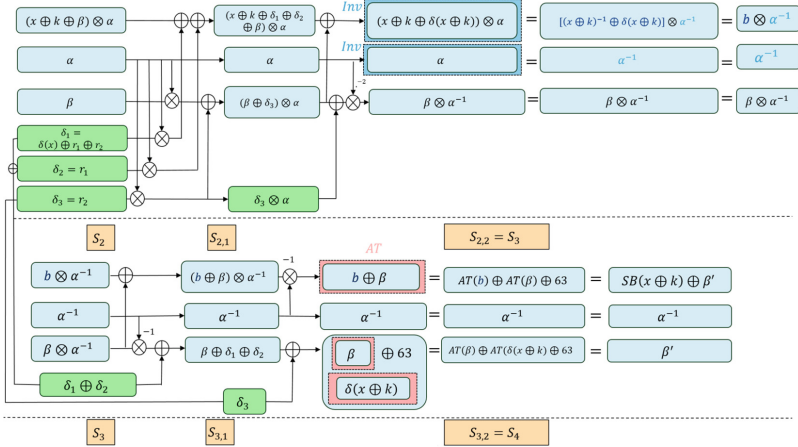 (x ⊕ k ⊕ β) ⊗ α
(x ⊕ k ⊕ δ₁ ⊕ δ₂
⊕ β) ⊗ α
Inv
(x ⊕ k ⊕ δ(x ⊕ k)) ⊗ α
=
[(x ⊕ k)⁻¹ ⊕ δ(x ⊕ k)] ⊗ α⁻¹
=
b ⊗ α⁻¹
α
α
Inv
α
=
α⁻¹
=
α⁻¹
-2
β
(β ⊕ δ₃) ⊗ α
β ⊗ α⁻¹
=
β ⊗ α⁻¹
=
β ⊗ α⁻¹
δ₁ =
δ(x) ⊕ r₁ ⊕ r₂
δ₂ = r₁
δ₃ = r₂
δ₃ ⊗ α
S₂
S₂,₁
S₂,₂ = S₃
AT
b ⊗ α⁻¹
(b ⊕ β) ⊗ α⁻¹
-1
b ⊕ β
=
AT(b) ⊕ AT(β) ⊕ 63
=
SB(x ⊕ k) ⊕ β′
α⁻¹
α⁻¹
α⁻¹
=
α⁻¹
=
α⁻¹
β ⊗ α⁻¹
-1
β ⊕ δ₁ ⊕ δ₂
β ⊕ 63
δ(x ⊕ k)
=
AT(β) ⊕ AT(δ(x ⊕ k) ⊕ 63
=
β′
δ₁ ⊕ δ₂
δ₃
S₃
S₃,₁
S₃,₂ = S₄